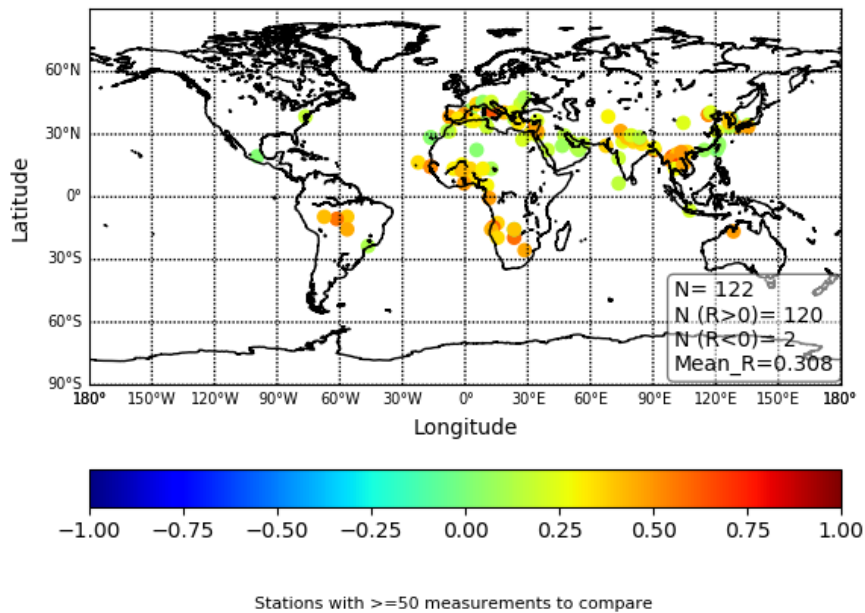 60°N
30°N
0°
30°S
60°S
90°S
Latitude
N= 122
N (R>0)= 120
N (R<0)= 2
Mean_R=0.308
180° 150°W 120°W 90°W 60°W 30°W 0° 30°E 60°E 90°E 120°E 150°E 180°
Longitude
−1.00 −0.75 −0.50 −0.25 0.00 0.25 0.50 0.75 1.00
Stations with >=50 measurements to compare